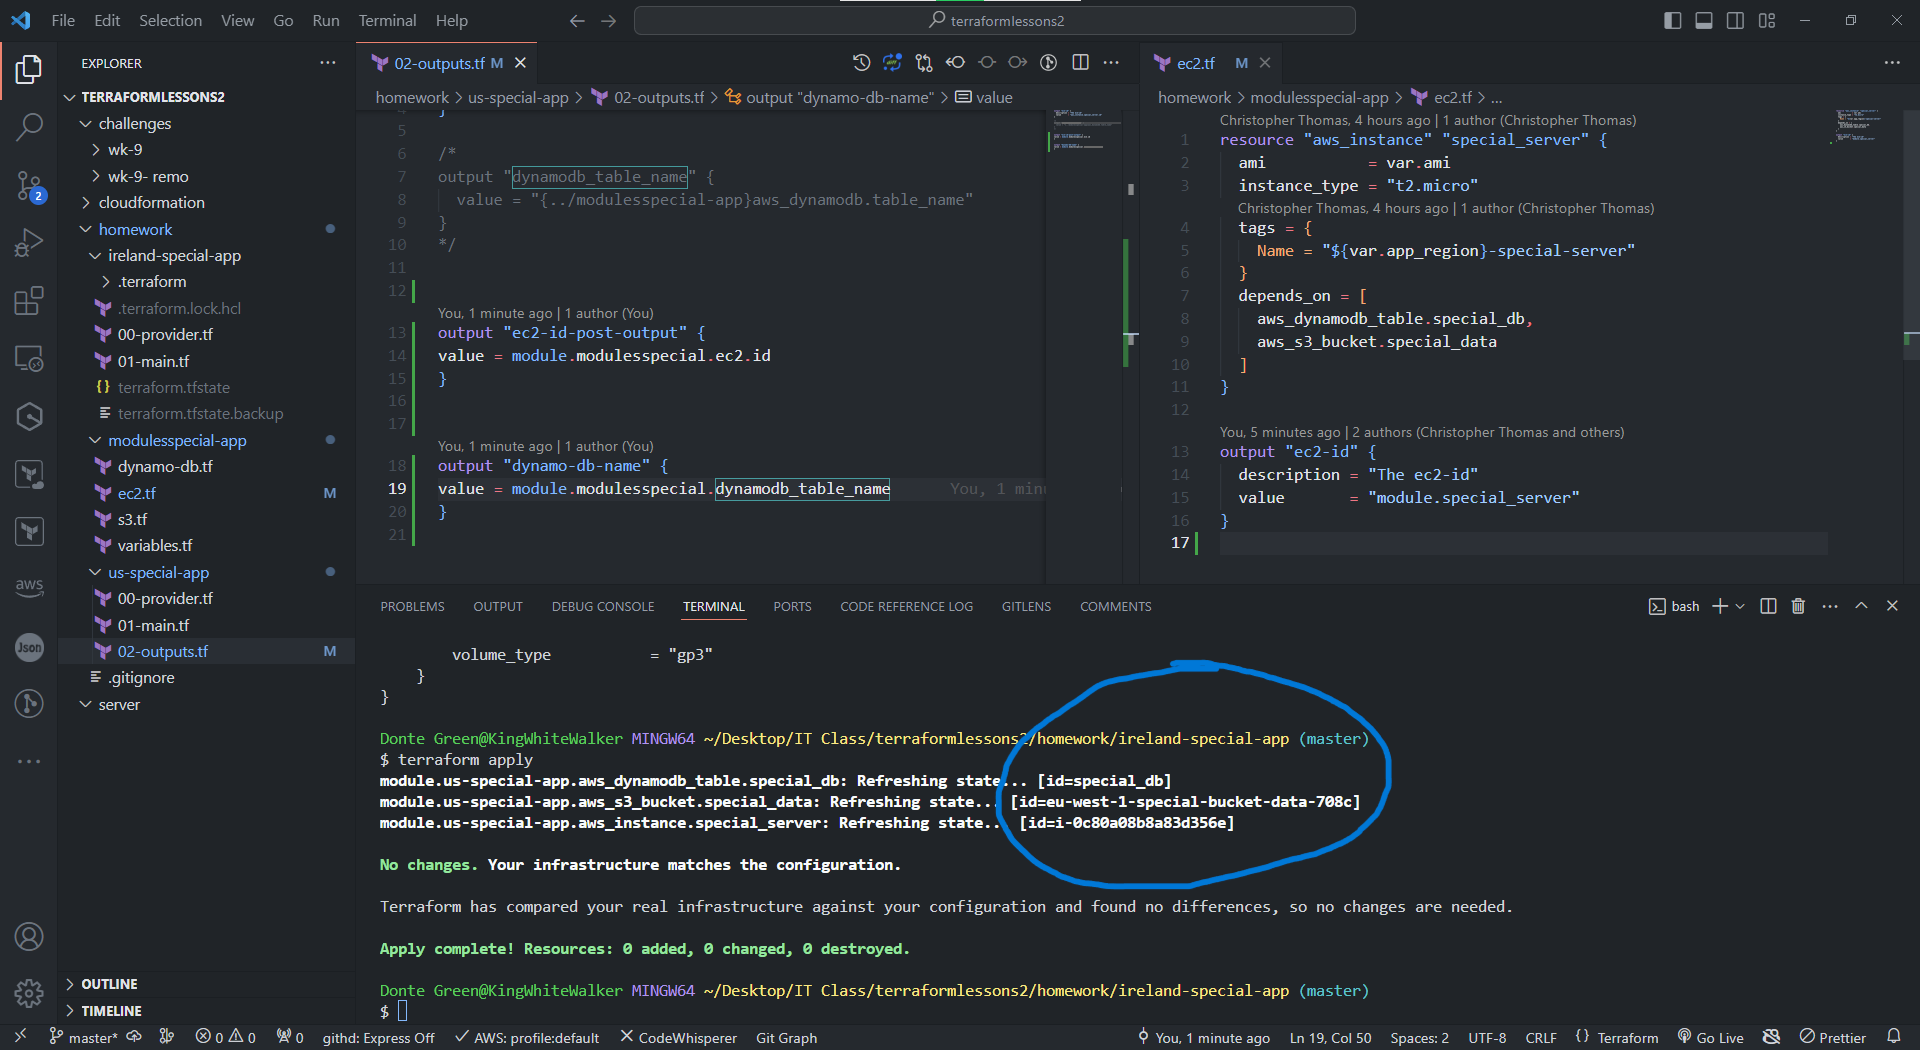 File Edit Selection View Go Run Terminal Help
terraformlessons2
EXPLORER
TERRAFORMLESSONS2
challenges
wk-9
wk-9- remo
cloudformation
homework
ireland-special-app
.terraform
.terraform.lock.hcl
00-provider.tf
01-main.tf
terraform.tfstate
terraform.tfstate.backup
modulesspecial-app
dynamo-db.tf
ec2.tf M
s3.tf
variables.tf
us-special-app
00-provider.tf
01-main.tf
02-outputs.tf M
.gitignore
server
OUTLINE
TIMELINE
2
aws
Json
02-outputs.tf M
homework > us-special-app > 02-outputs.tf > output "dynamo-db-name" > value
5
6 /*
7 output "dynamodb_table_name" {
8 value = "{../modulesspecial-app}aws_dynamodb.table_name"
9 }
10 */
11
12
You, 1 minute ago | 1 author (You)
13 output "ec2-id-post-output" {
14 value = module.modulesspecial.ec2.id
15 }
16
17
You, 1 minute ago | 1 author (You)
18 output "dynamo-db-name" {
19 value = module.modulesspecial.dynamodb_table_name You, 1 min
20 }
21
ec2.tf M
homework > modulesspecial-app > ec2.tf > ...
Christopher Thomas, 4 hours ago | 1 author (Christopher Thomas)
1 resource "aws_instance" "special_server" {
2 ami = var.ami
3 instance_type = "t2.micro"
Christopher Thomas, 4 hours ago | 1 author (Christopher Thomas)
4 tags = {
5 Name = "${var.app_region}-special-server"
6 }
7 depends_on = [
8 aws_dynamodb_table.special_db,
9 aws_s3_bucket.special_data
10 ]
11 }
12
You, 5 minutes ago | 2 authors (Christopher Thomas and others)
13 output "ec2-id" {
14 description = "The ec2-id"
15 value = "module.special_server"
16 }
17
PROBLEMS OUTPUT DEBUG CONSOLE TERMINAL PORTS CODE REFERENCE LOG GITLENS COMMENTS
bash
volume_type = "gp3"
}
}
Donte Green@KingWhiteWalker MINGW64 ~/Desktop/IT Class/terraformlessons2/homework/ireland-special-app (master)
$ terraform apply
module.us-special-app.aws_dynamodb_table.special_db: Refreshing state... [id=special_db]
module.us-special-app.aws_s3_bucket.special_data: Refreshing state... [id=eu-west-1-special-bucket-data-708c]
module.us-special-app.aws_instance.special_server: Refreshing state.. [id=i-0c80a08b8a83d356e]
No changes. Your infrastructure matches the configuration.
Terraform has compared your real infrastructure against your configuration and found no differences, so no changes are needed.
Apply complete! Resources: 0 added, 0 changed, 0 destroyed.
Donte Green@KingWhiteWalker MINGW64 ~/Desktop/IT Class/terraformlessons2/homework/ireland-special-app (master)
$
master* 0 0 0 githd: Express Off AWS: profile:default CodeWhisperer Git Graph You, 1 minute ago Ln 19, Col 50 Spaces: 2 UTF-8 CRLF {} Terraform Go Live Prettier